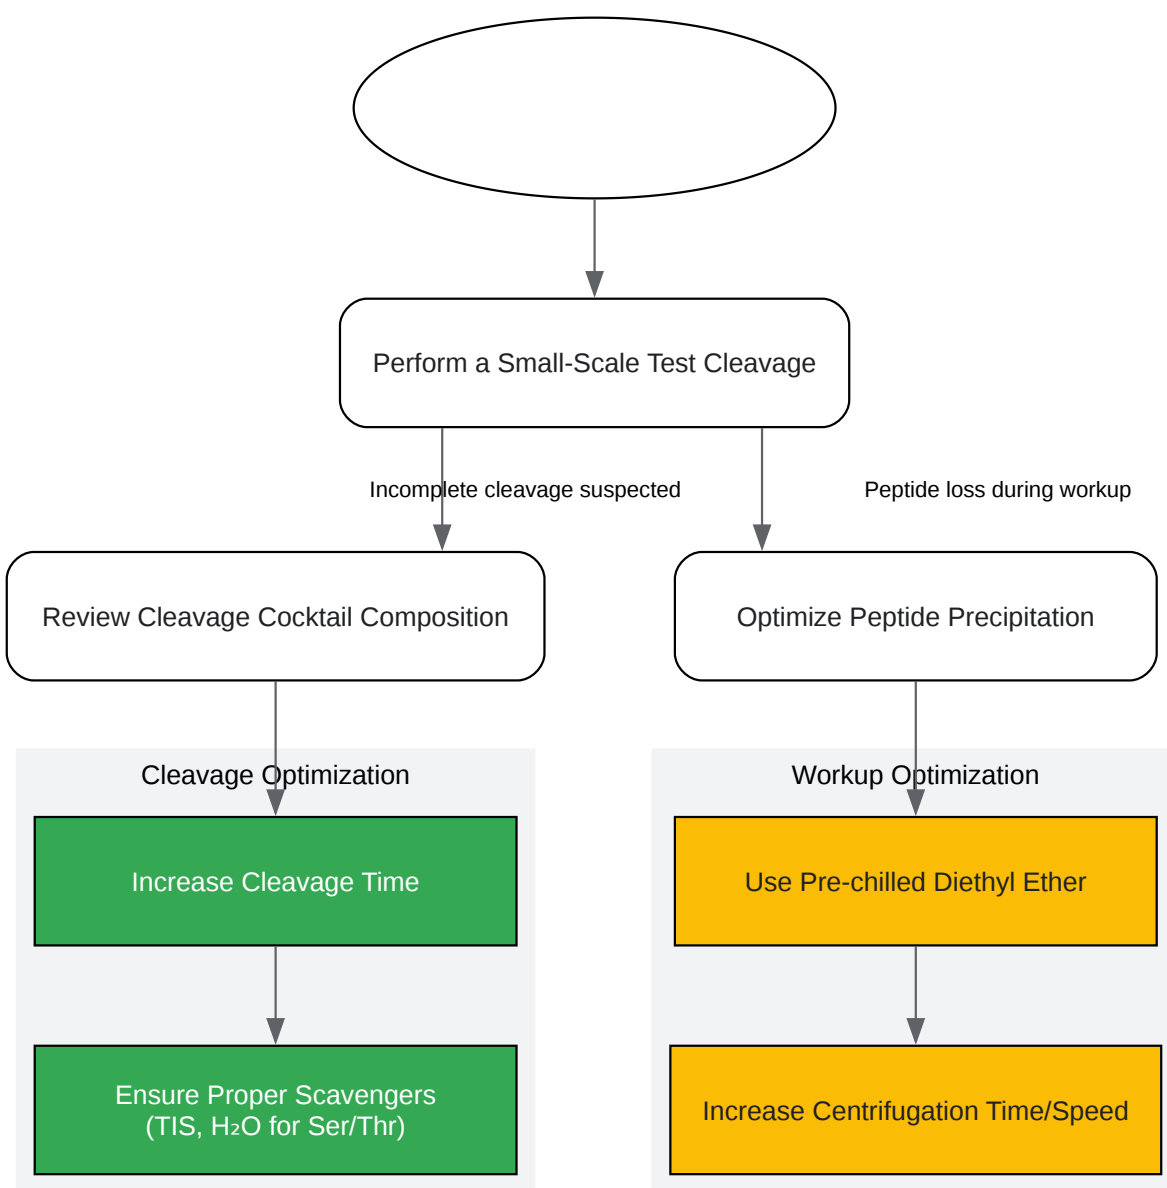 Perform a Small-Scale Test Cleavage
Incomplete cleavage suspected
Peptide loss during workup
Review Cleavage Cocktail Composition
Optimize Peptide Precipitation
Cleavage Optimization
Workup Optimization
Increase Cleavage Time
Use Pre-chilled Diethyl Ether
Ensure Proper Scavengers
(TIS, H₂O for Ser/Thr)
Increase Centrifugation Time/Speed